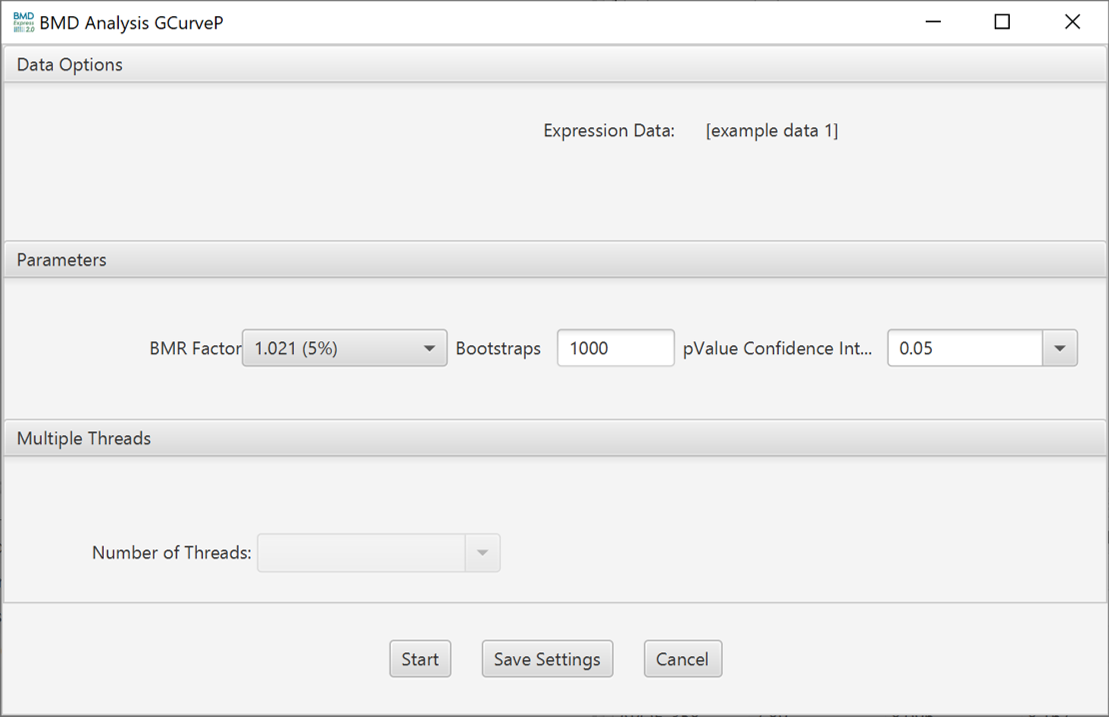 BMD
Express
2.0
BMD Analysis GCurveP
Data Options
Expression Data: [example data 1]
Parameters
BMR Factor 1.021 (5%) Bootstraps 1000 pValue Confidence Int... 0.05
Multiple Threads
Number of Threads:
Start Save Settings Cancel